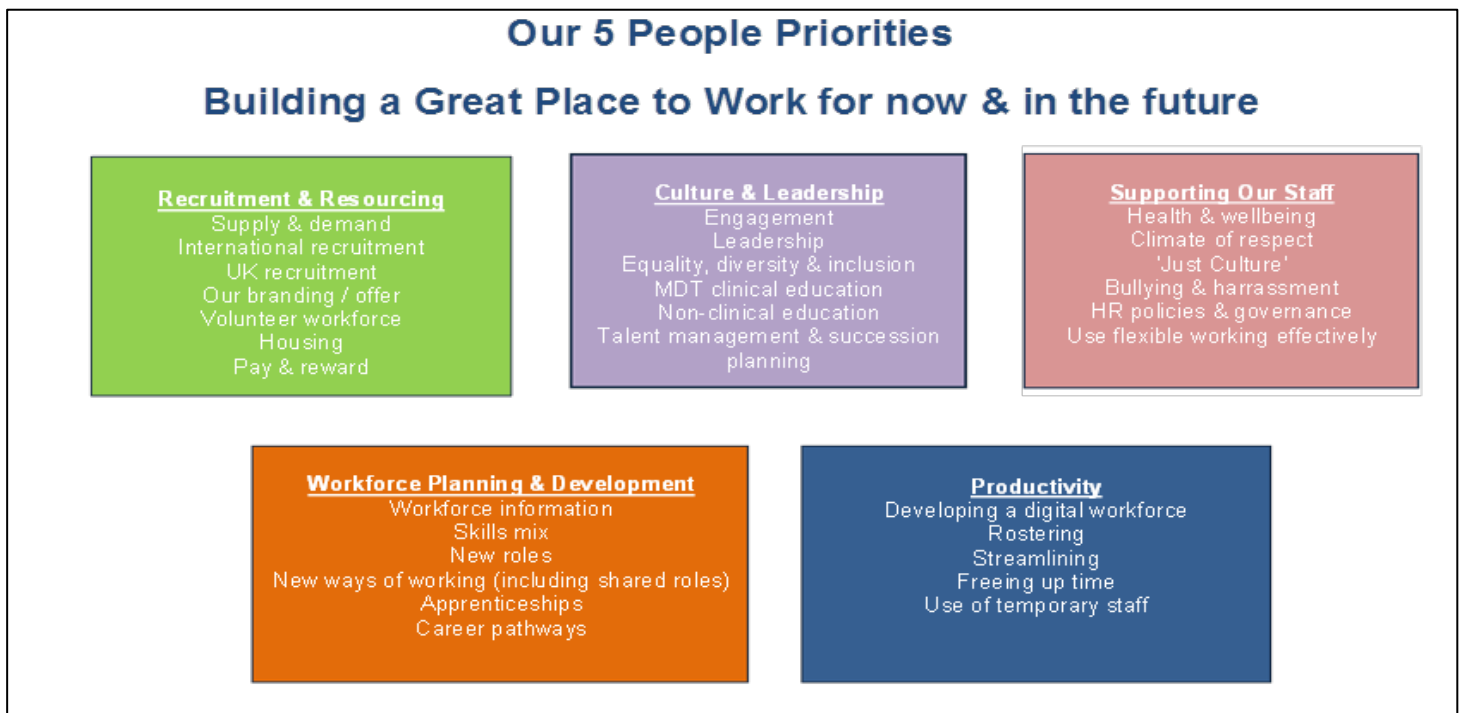 Our 5 People Priorities
Building a Great Place to Work for now & in the future
Recruitment & Resourcing
Supply & demand
International recruitment
UK recruitment
Our branding / offer
Volunteer workforce
Housing
Pay & reward
Culture & Leadership
Engagement
Leadership
Equality, diversity & inclusion
MDT clinical education
Non-clinical education
Talent management & succession
planning
Supporting Our Staff
Health & wellbeing
Climate of respect
'Just Culture'
Bullying & harrassment
HR policies & governance
Use flexible working effectively
Workforce Planning & Development
Workforce information
Skills mix
New roles
New ways of working (including shared roles)
Apprenticeships
Career pathways
Productivity
Developing a digital workforce
Rostering
Streamlining
Freeing up time
Use of temporary staff